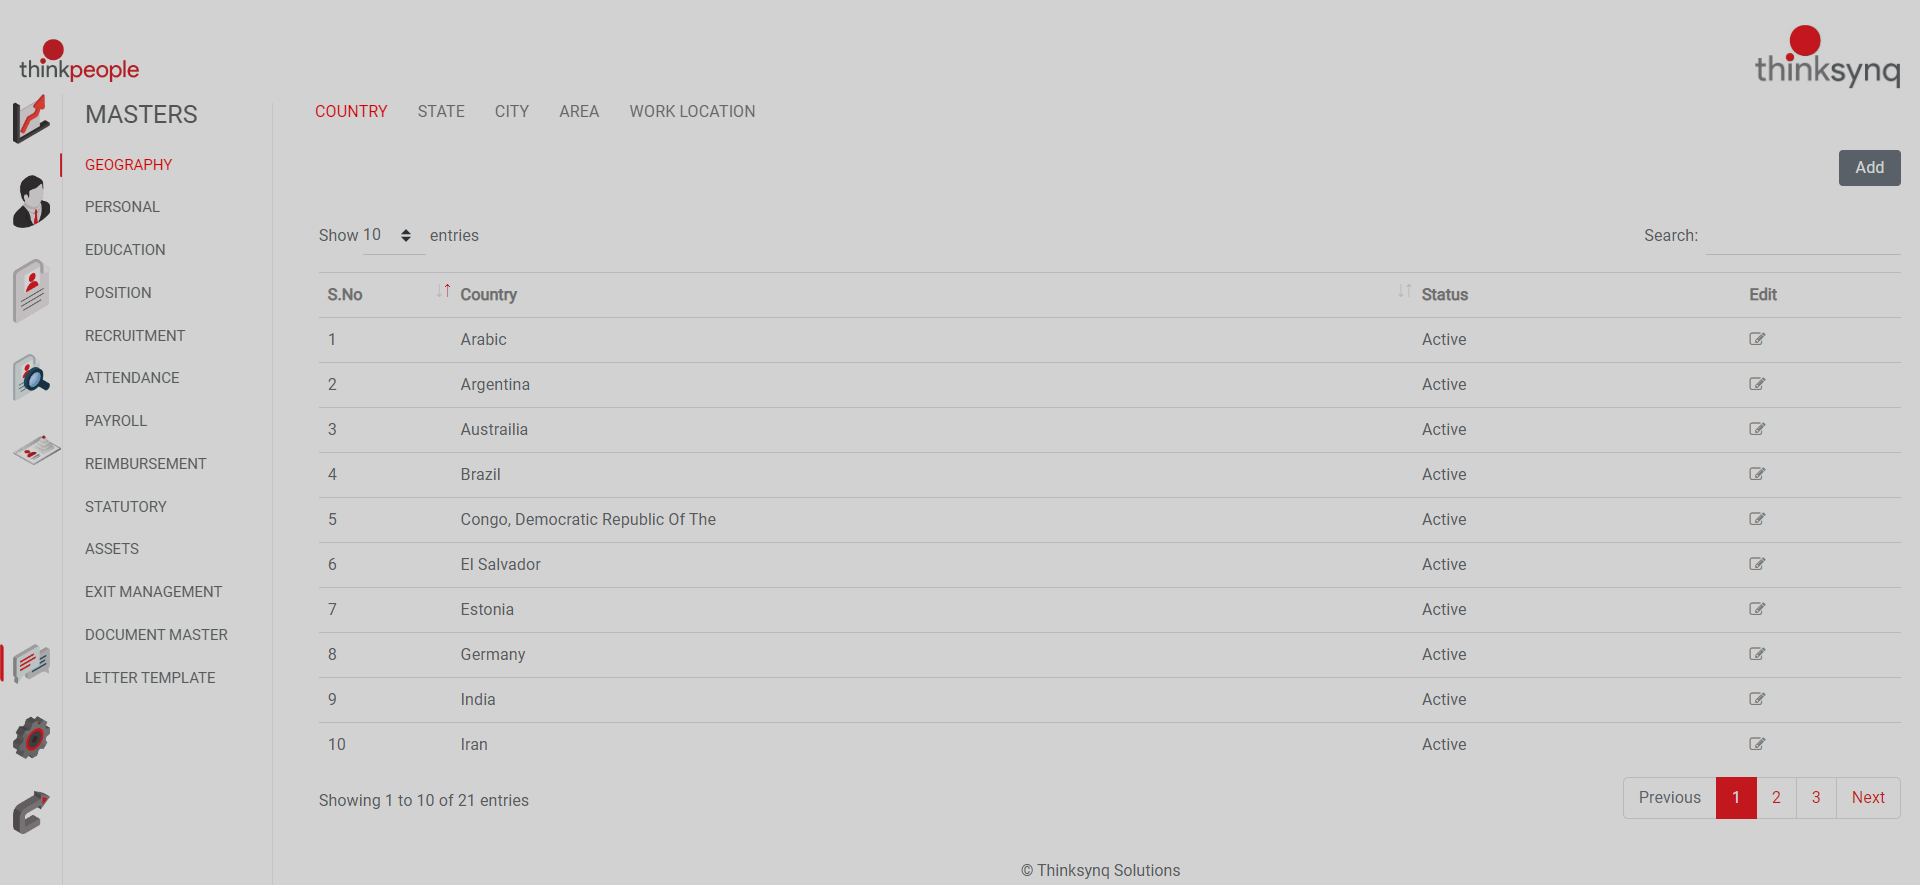 thinkpeople
thinksynq
MASTERS
GEOGRAPHY
PERSONAL
EDUCATION
POSITION
RECRUITMENT
ATTENDANCE
PAYROLL
REIMBURSEMENT
STATUTORY
ASSETS
EXIT MANAGEMENT
DOCUMENT MASTER
LETTER TEMPLATE
COUNTRY STATE CITY AREA WORK LOCATION
Add
Show 10 entries Search:
S.No Country Status Edit
1 Arabic Active
2 Argentina Active
3 Austrailia Active
4 Brazil Active
5 Congo, Democratic Republic Of The Active
6 El Salvador Active
7 Estonia Active
8 Germany Active
9 India Active
10 Iran Active
Showing 1 to 10 of 21 entries Previous 1 2 3 Next
© Thinksynq Solutions